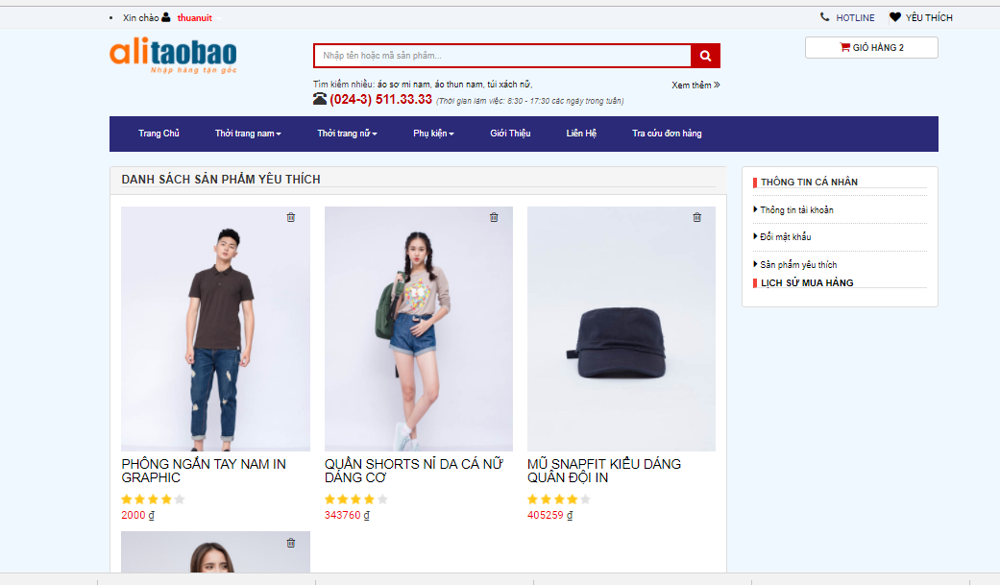 Xin chào thuanuit
HOTLINE
YÊU THÍCH
alitaobao
Nhập hàng tận gốc
Nhập tên hoặc mã sản phẩm...
GIỎ HÀNG 2
Tìm kiếm nhiều: áo sơ mi nam, áo thun nam, túi xách nữ,
Xem thêm »
(024-3) 511.33.33 (Thời gian làm việc: 8:30 - 17:30 các ngày trong tuần)
Trang Chủ
Thời trang nam
Thời trang nữ
Phụ kiện
Giới Thiệu
Liên Hệ
Tra cứu đơn hàng
DANH SÁCH SẢN PHẨM YÊU THÍCH
PHÔNG NGẮN TAY NAM IN
GRAPHIC
2000 ₫
QUẦN SHORTS NỈ DA CÁ NỮ
DÁNG CƠ
343760 ₫
MŨ SNAPFIT KIỂU DÁNG
QUÂN ĐỘI IN
405259 ₫
THÔNG TIN CÁ NHÂN
Thông tin tài khoản
Đổi mật khẩu
Sản phẩm yêu thích
LỊCH SỬ MUA HÀNG